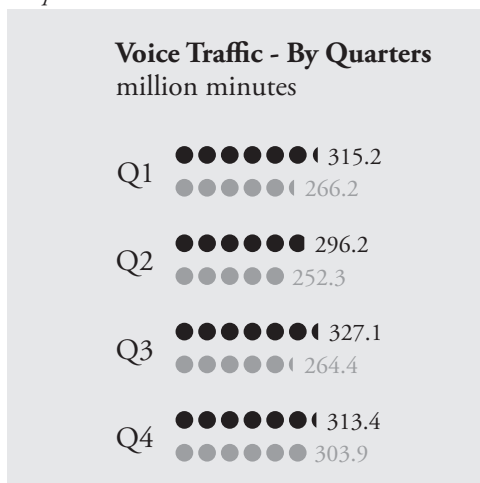 Voice Traffic - By Quarters
million minutes
Q1
315.2
266.2
Q2
296.2
252.3
Q3
327.1
264.4
Q4
313.4
303.9